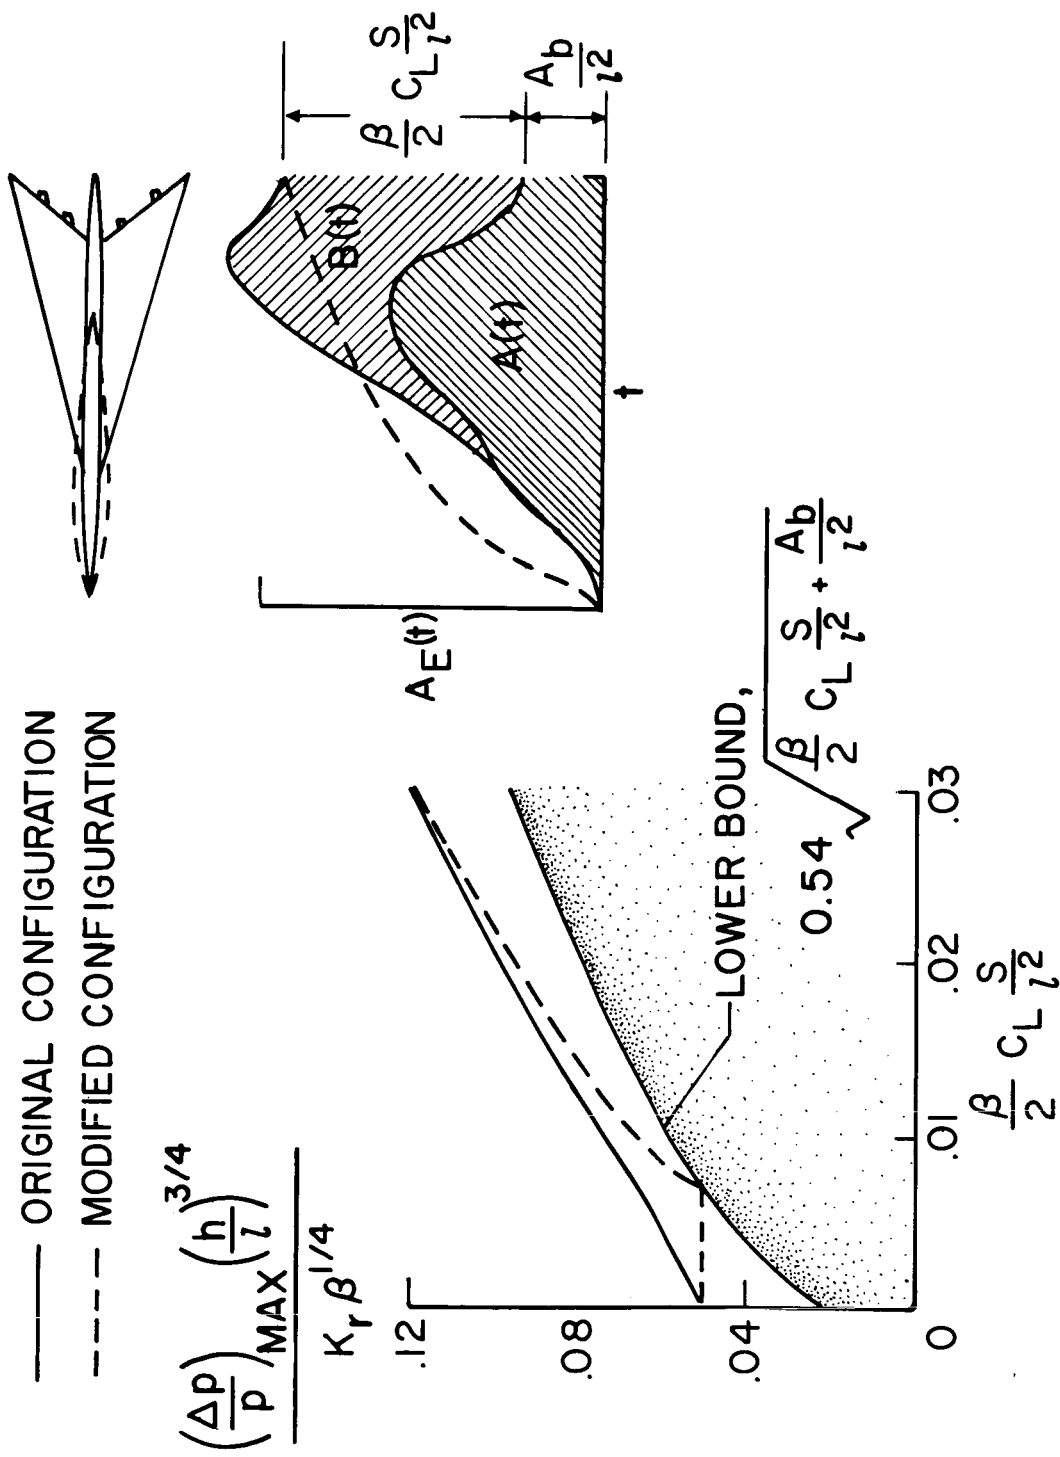 ORIGINAL CONFIGURATION
MODIFIED CONFIGURATION
(Δp/p)MAX (h/l)^3/4
Kr β^1/4
.12
.08
.04
0
.01
.02
.03
β/2 CL S/l²
LOWER BOUND,
0.54 √ β/2 CL S/l² + Ab/l²
AE(t)
B(t)
A(t)
t
β/2 CL S/l²
Ab/l²